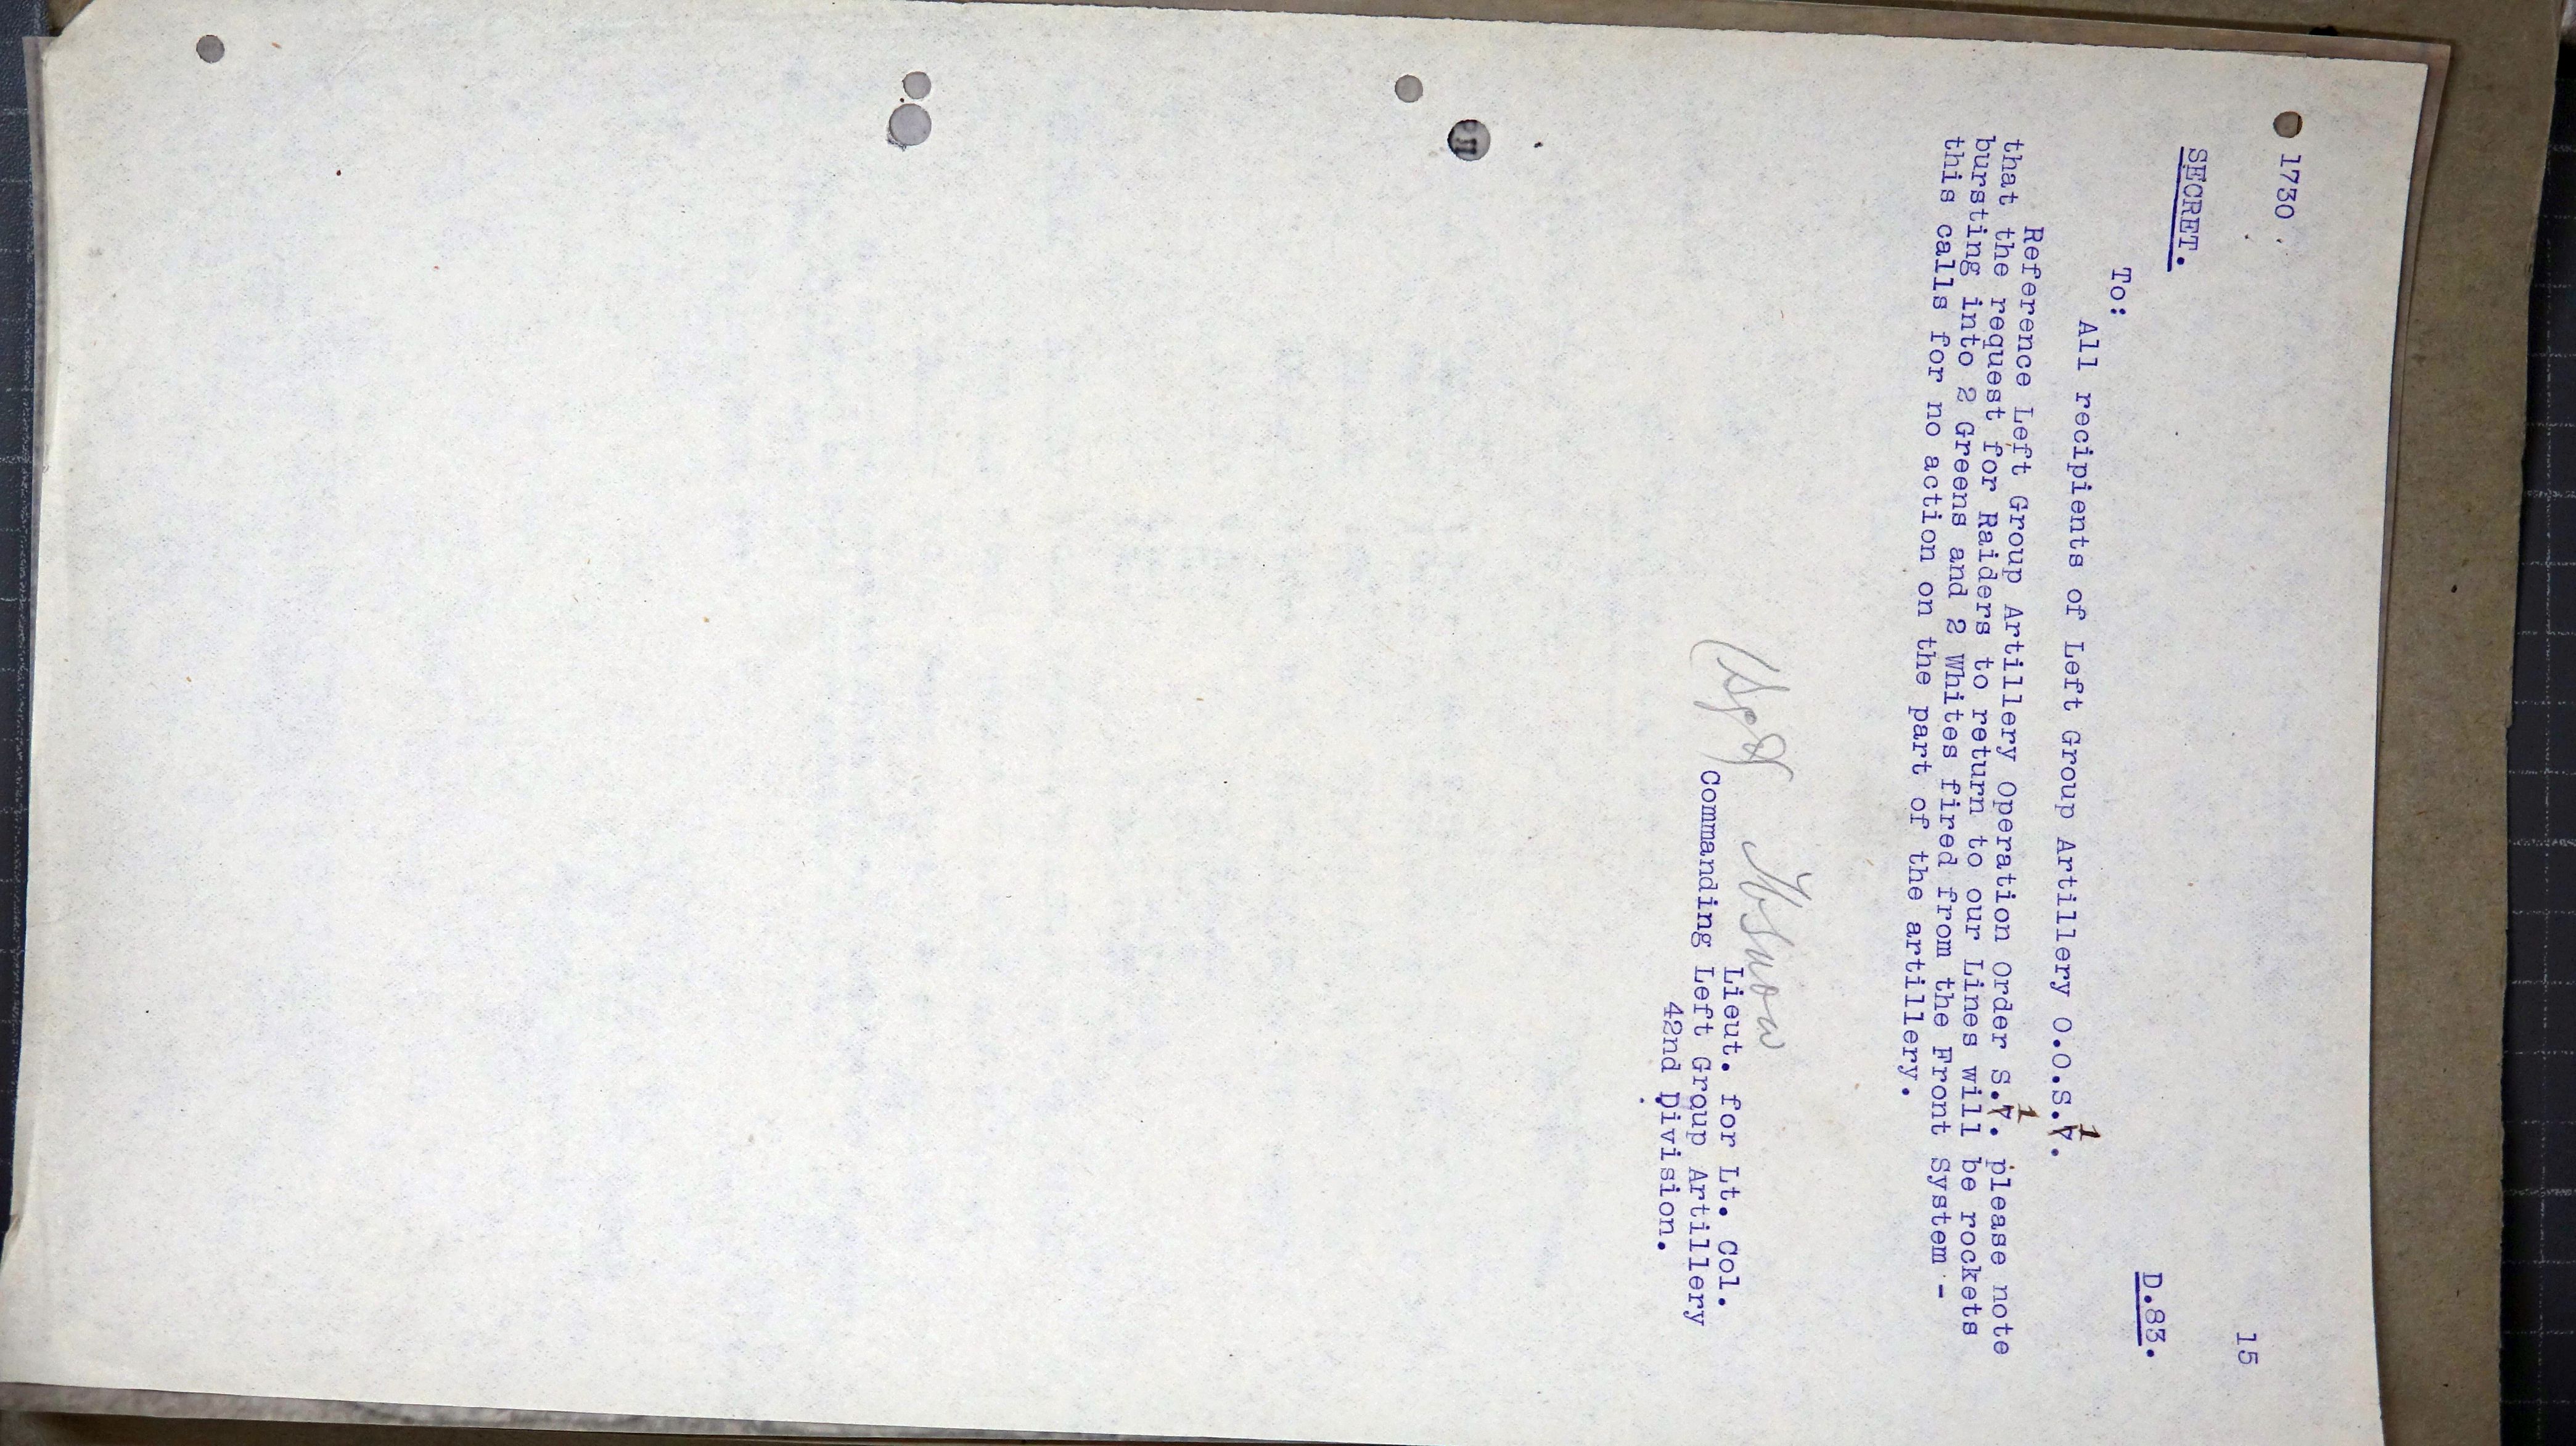 1730
15
SECRET.
D.83.
To:
All recipients of Left Group Artillery O.O.S.1.
Reference Left Group Artillery Operation Order S.1. please note
that the request for Raiders to return to our Lines will be rockets
bursting into 2 Greens and 2 Whites fired from the Front System -
this calls for no action on the part of the artillery.
Lieut. for Lt. Col.
Commanding Left Group Artillery
42nd Division.